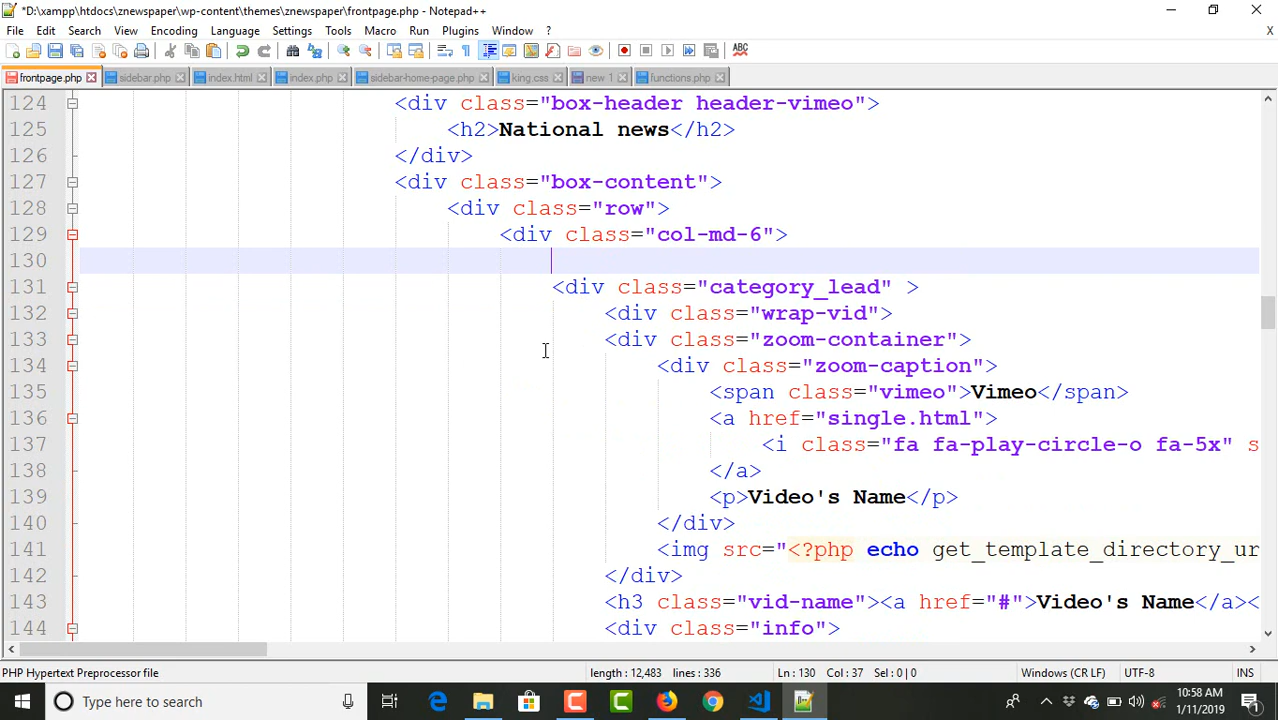 *D:\xampp\htdocs\znewspaper\wp-content\themes\znewspaper\frontpage.php - Notepad++
File Edit Search View Encoding Language Settings Tools Macro Run Plugins Window ?
X
ABC
frontpage.php sidebar.php index.html index.php sidebar-home-page.php king.css new 1 functions.php
124 <div class="box-header header-vimeo">
125 <h2>National news</h2>
126 </div>
127 <div class="box-content">
128 <div class="row">
129 <div class="col-md-6">
130
131 <div class="category_lead" >
132 <div class="wrap-vid">
133 <div class="zoom-container">
134 <div class="zoom-caption">
135 <span class="vimeo">Vimeo</span>
136 <a href="single.html">
137 <i class="fa fa-play-circle-o fa-5x" s
138 </a>
139 <p>Video's Name</p>
140 </div>
141 <img src="<?php echo get_template_directory_ur
142 </div>
143 <h3 class="vid-name"><a href="#">Video's Name</a><
144 <div class="info">
PHP Hypertext Preprocessor file length : 12,483 lines : 336 Ln : 130 Col : 37 Sel : 0 | 0 Windows (CR LF) UTF-8 INS
Type here to search
10:58 AM
1/11/2019